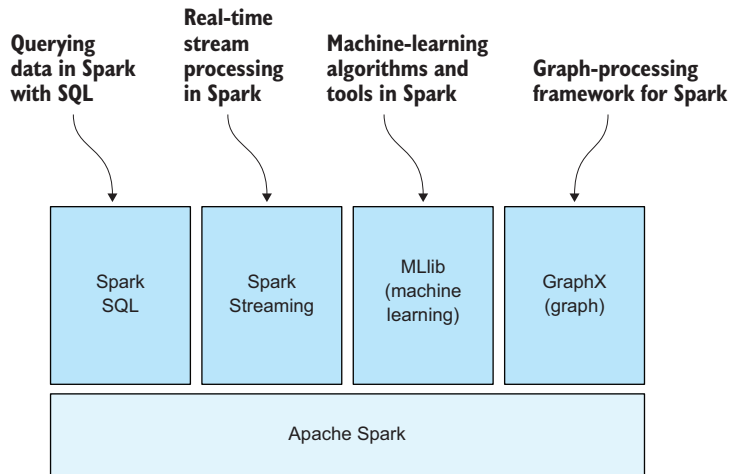 Querying
data in Spark
with SQL
Real-time
stream
processing
in Spark
Machine-learning
algorithms and
tools in Spark
Graph-processing
framework for Spark
Spark
SQL
Spark
Streaming
MLlib
(machine
learning)
GraphX
(graph)
Apache Spark